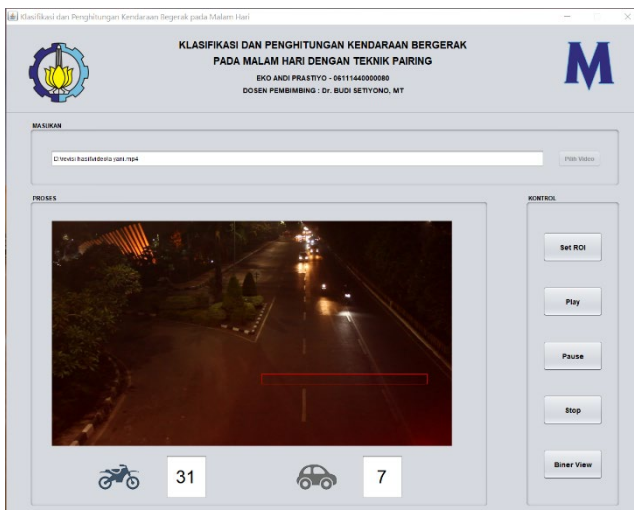 Klasifikasi dan Penghitungan Kendaraan Bergerak pada Malam Hari
KLASIFIKASI DAN PENGHITUNGAN KENDARAAN BERGERAK
PADA MALAM HARI DENGAN TEKNIK PAIRING
EKO ANDI PRASTIYO - 06111440000080
DOSEN PEMBIMBING : Dr. BUDI SETIYONO, MT
M
MASUKAN
Pilih Video
PROSES
KONTROL
Set ROI
Play
Pause
Stop
Biner View
31
7